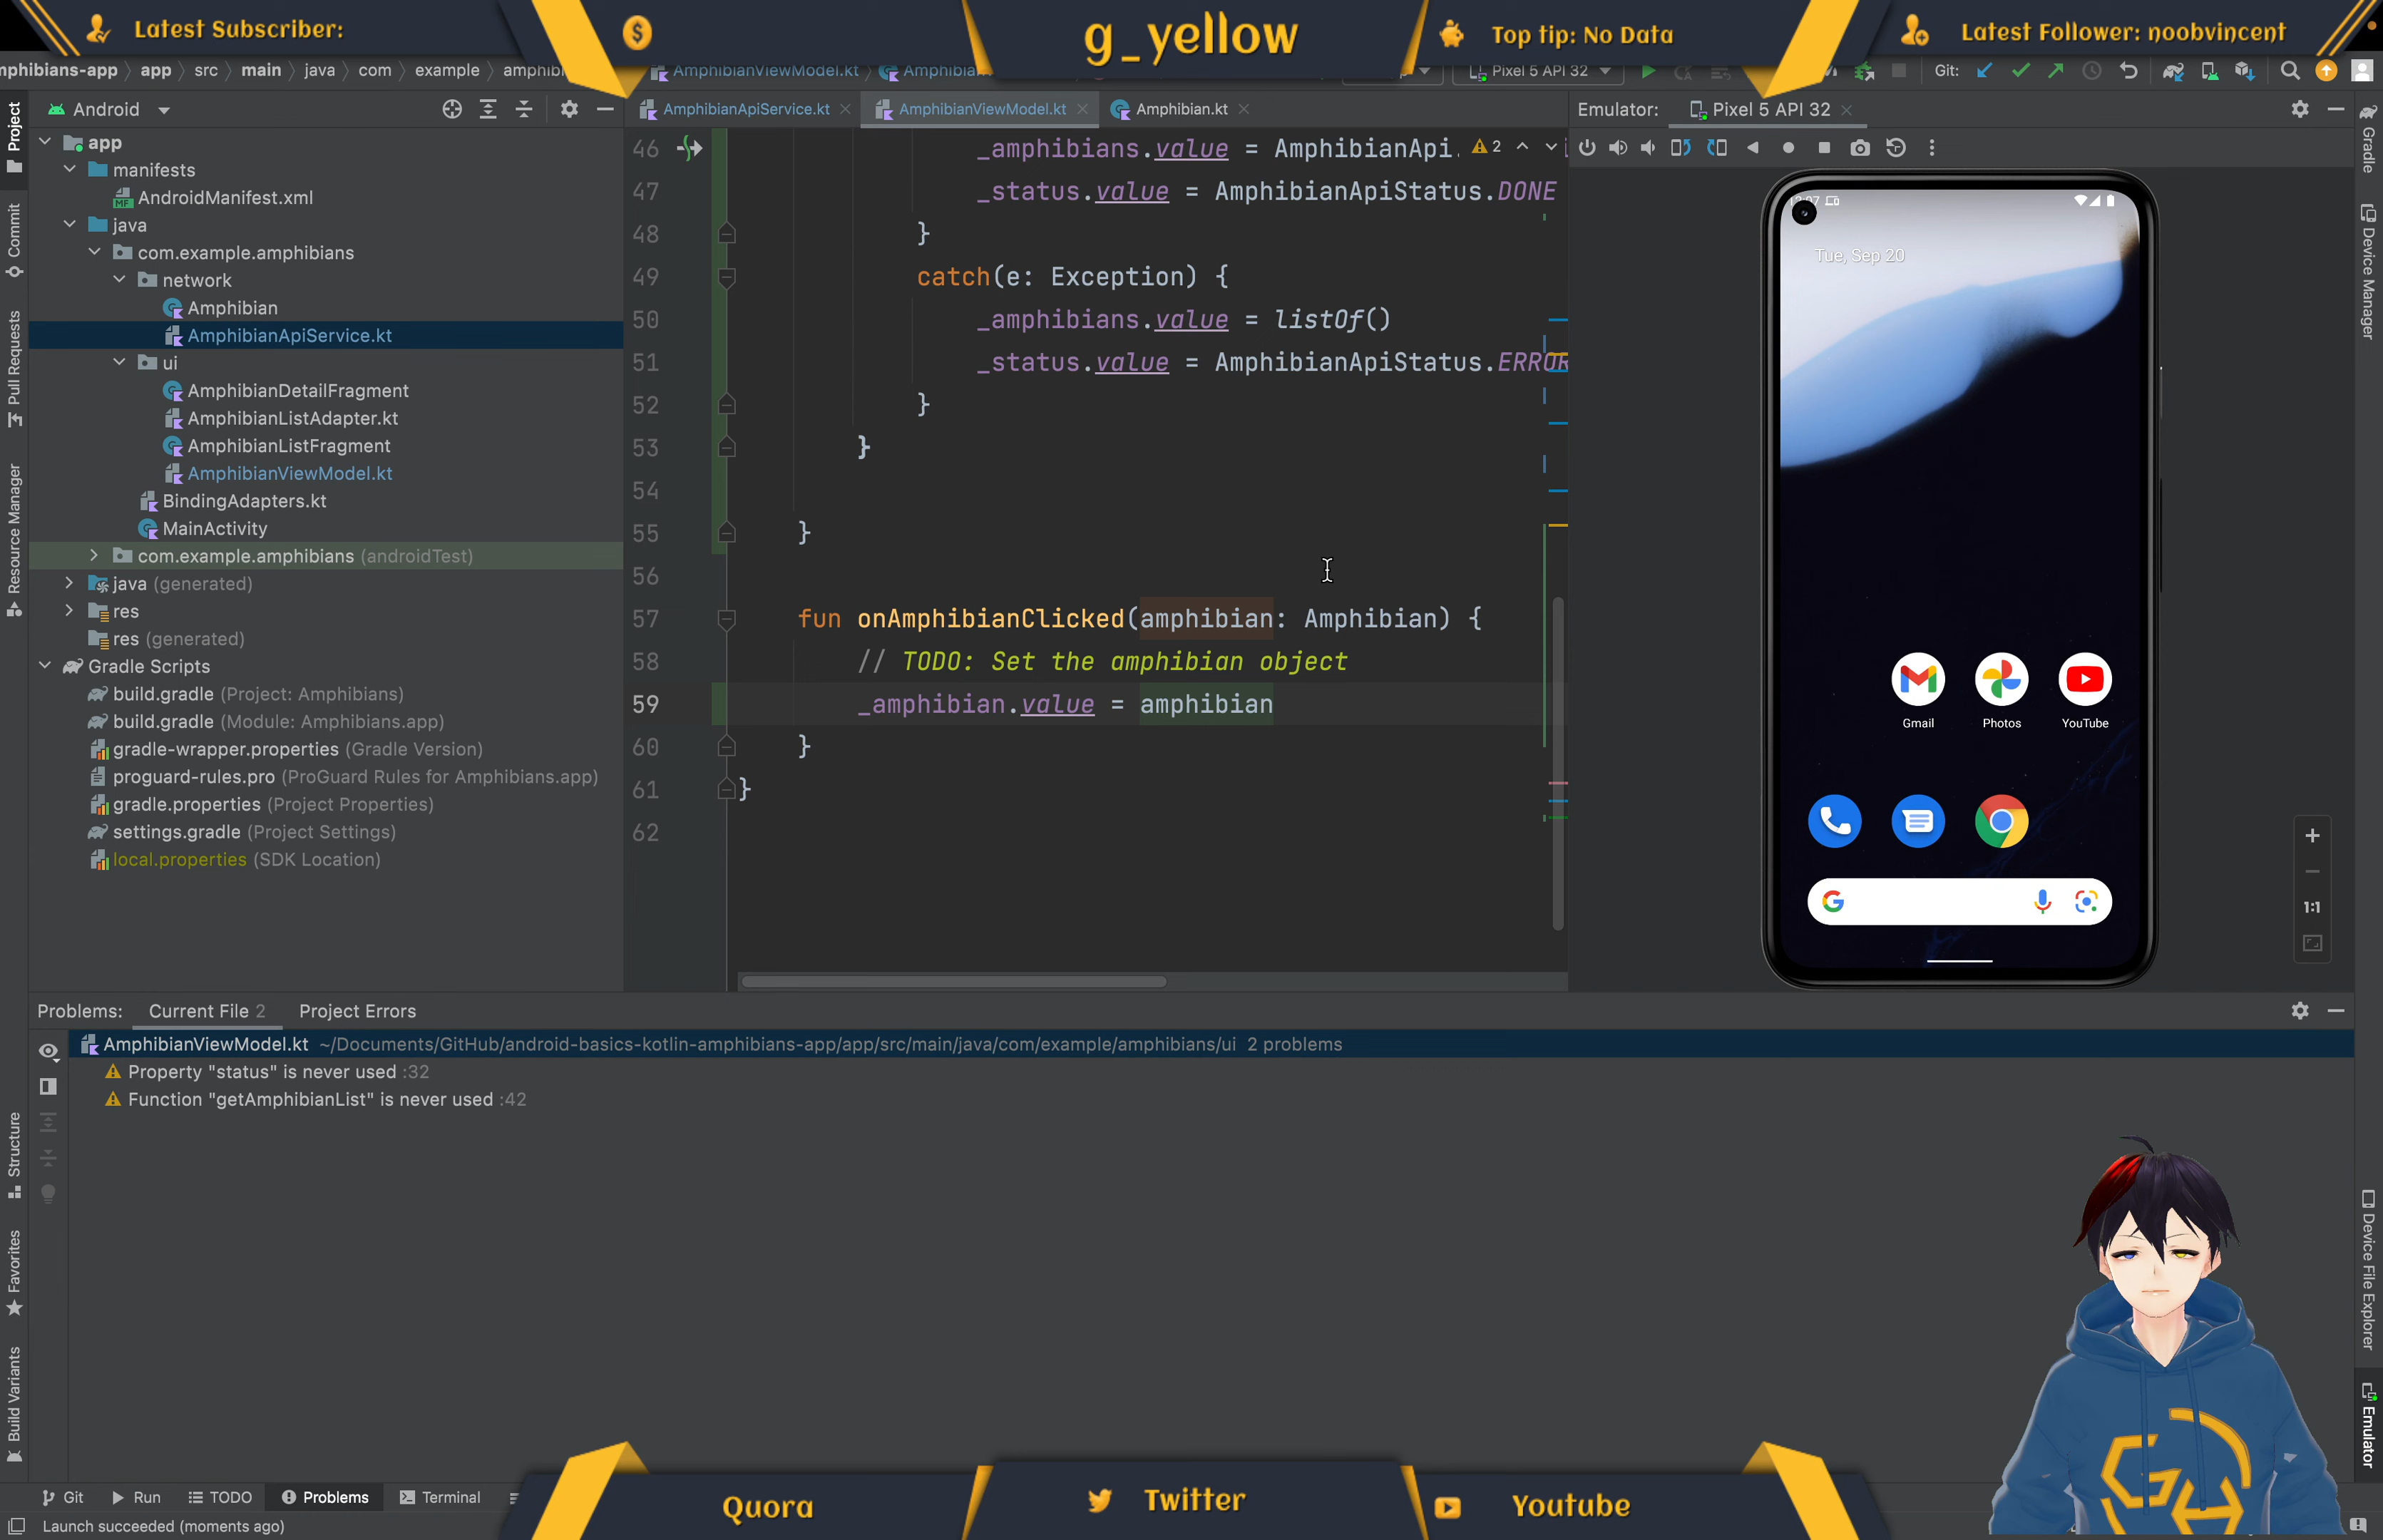 Latest Subscriber:
g_yellow
Top tip: No Data
Latest Follower: noobvincent
mphibians-app
app
src
main
java
com
example
AmphibianViewModel.kt
Pixel 5 API 32
Git:
Android
AmphibianApiService.kt
AmphibianViewModel.kt
Amphibian.kt
Emulator:
Pixel 5 API 32
Project
Commit
Pull Requests
Resource Manager
Structure
Favorites
Build Variants
app
manifests
AndroidManifest.xml
java
com.example.amphibians
network
Amphibian
AmphibianApiService.kt
ui
AmphibianDetailFragment
AmphibianListAdapter.kt
AmphibianListFragment
AmphibianViewModel.kt
BindingAdapters.kt
MainActivity
com.example.amphibians (androidTest)
java (generated)
res
res (generated)
Gradle Scripts
build.gradle (Project: Amphibians)
build.gradle (Module: Amphibians.app)
gradle-wrapper.properties (Gradle Version)
proguard-rules.pro (ProGuard Rules for Amphibians.app)
gradle.properties (Project Properties)
settings.gradle (Project Settings)
local.properties (SDK Location)
46 _amphibians.value = AmphibianApi.
2
47 _status.value = AmphibianApiStatus.DONE
48 }
49 catch(e: Exception) {
50 _amphibians.value = listOf()
51 _status.value = AmphibianApiStatus.ERROR
52 }
53 }
54
55 }
56
57 fun onAmphibianClicked(amphibian: Amphibian) {
58 // TODO: Set the amphibian object
59 _amphibian.value = amphibian
60 }
61 }
62
Tue, Sep 20
Gmail
Photos
YouTube
1:1
Gradle
Device Manager
Device File Explorer
Emulator
Problems:
Current File 2
Project Errors
AmphibianViewModel.kt ~/Documents/GitHub/android-basics-kotlin-amphibians-app/app/src/main/java/com/example/amphibians/ui 2 problems
Property "status" is never used :32
Function "getAmphibianList" is never used :42
Git
Run
TODO
Problems
Terminal
Launch succeeded (moments ago)
Quora
Twitter
Youtube